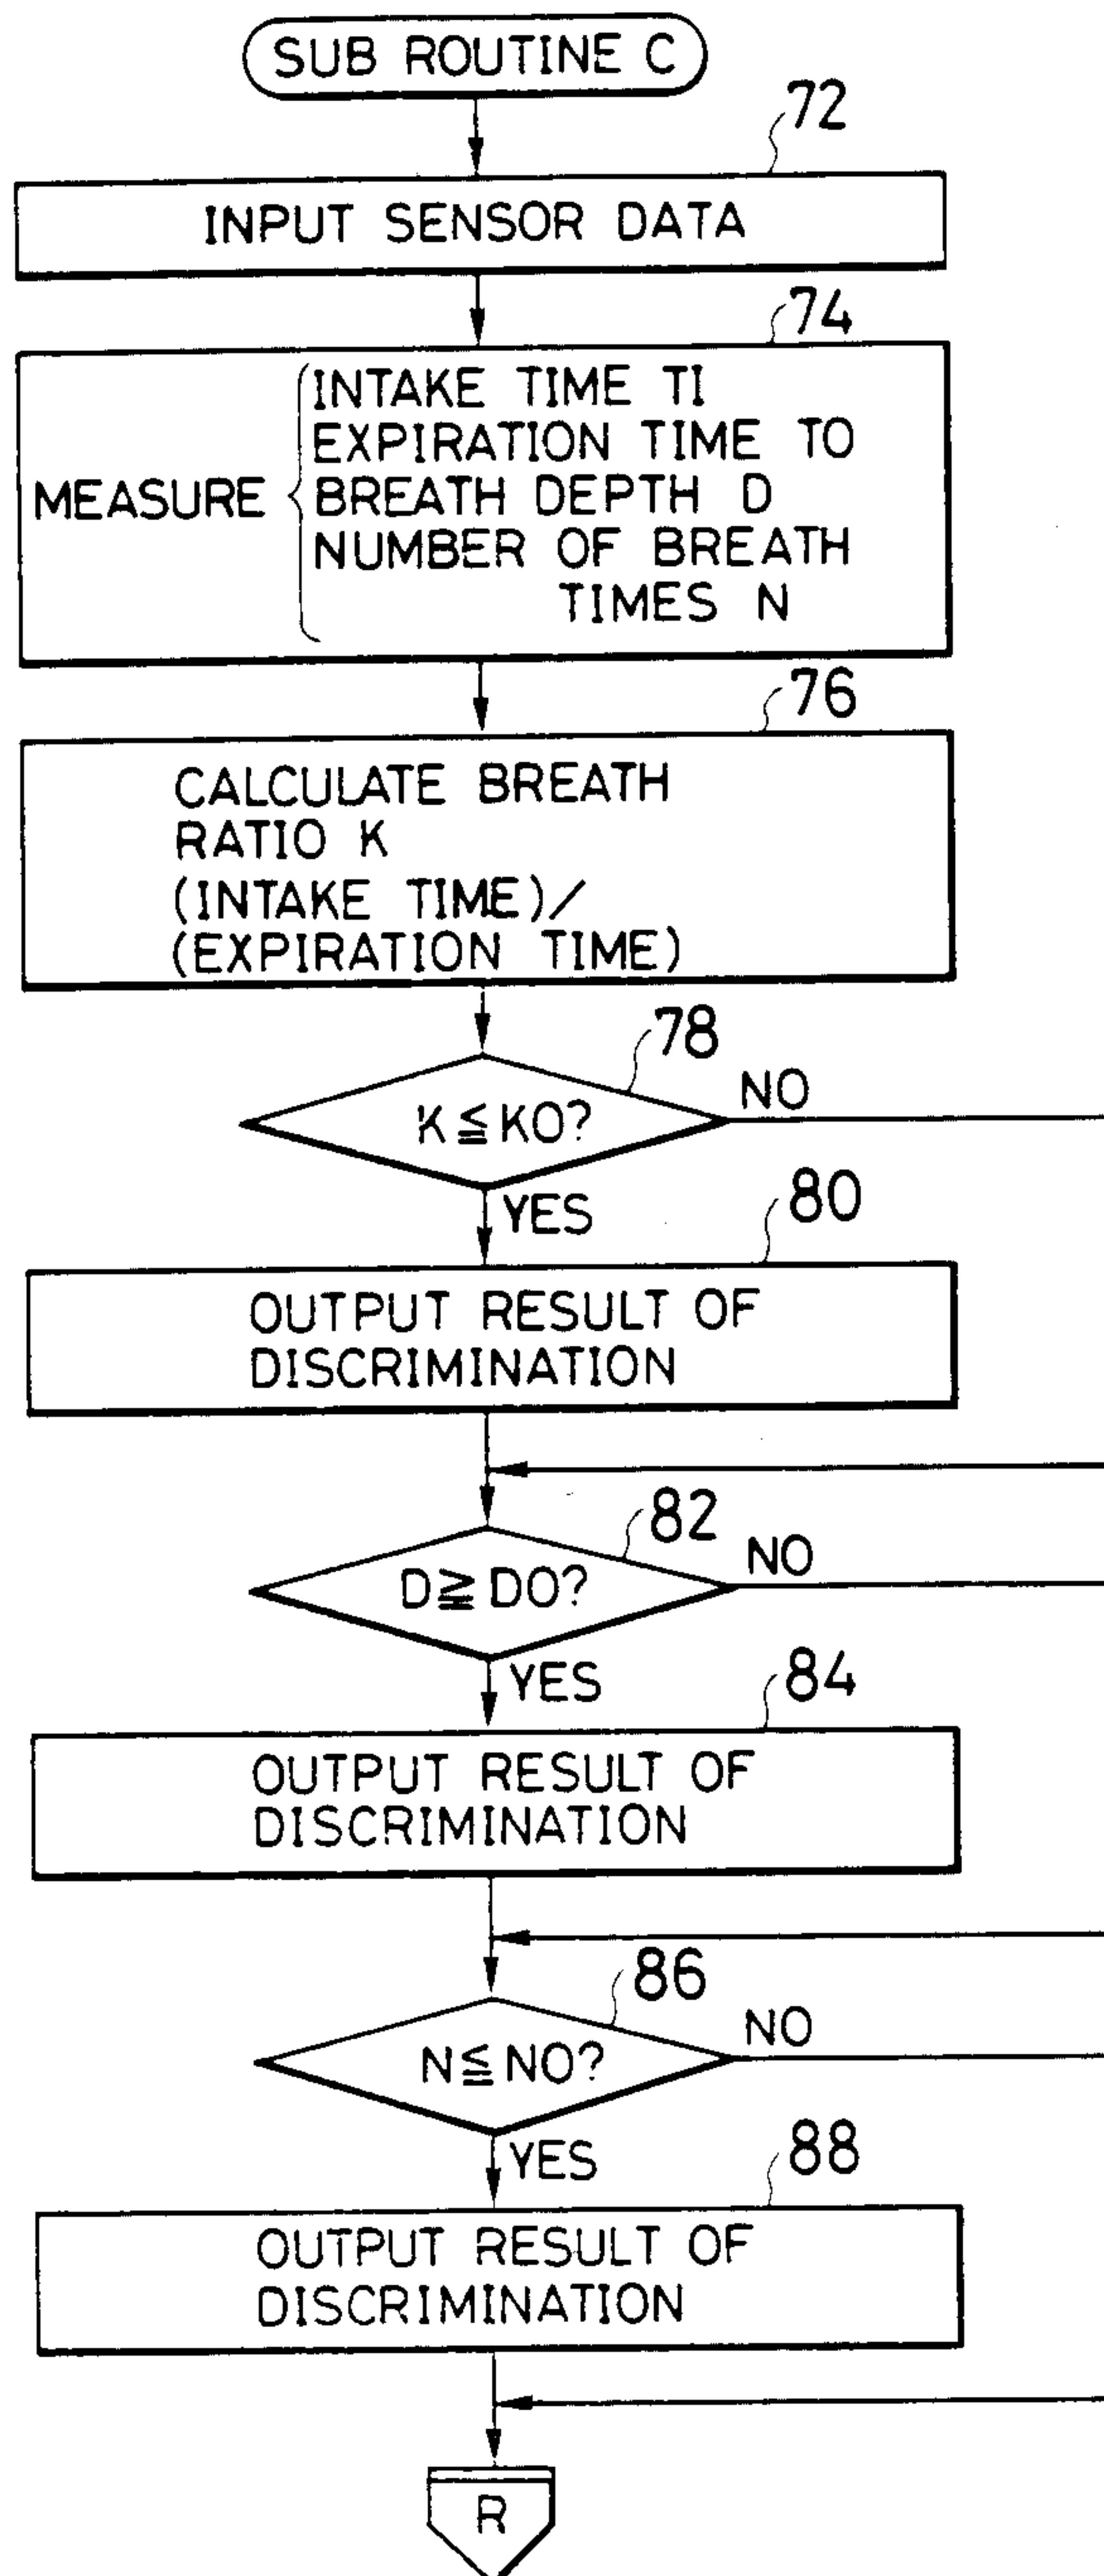 SUB ROUTINE C
72
INPUT SENSOR DATA
74
MEASURE
INTAKE TIME TI
EXPIRATION TIME TO
BREATH DEPTH D
NUMBER OF BREATH
TIMES N
76
CALCULATE BREATH
RATIO K
(INTAKE TIME)/
(EXPIRATION TIME)
78
K≦KO?
NO
YES
80
OUTPUT RESULT OF
DISCRIMINATION
82
D≧DO?
NO
YES
84
OUTPUT RESULT OF
DISCRIMINATION
86
N≦NO?
NO
YES
88
OUTPUT RESULT OF
DISCRIMINATION
R